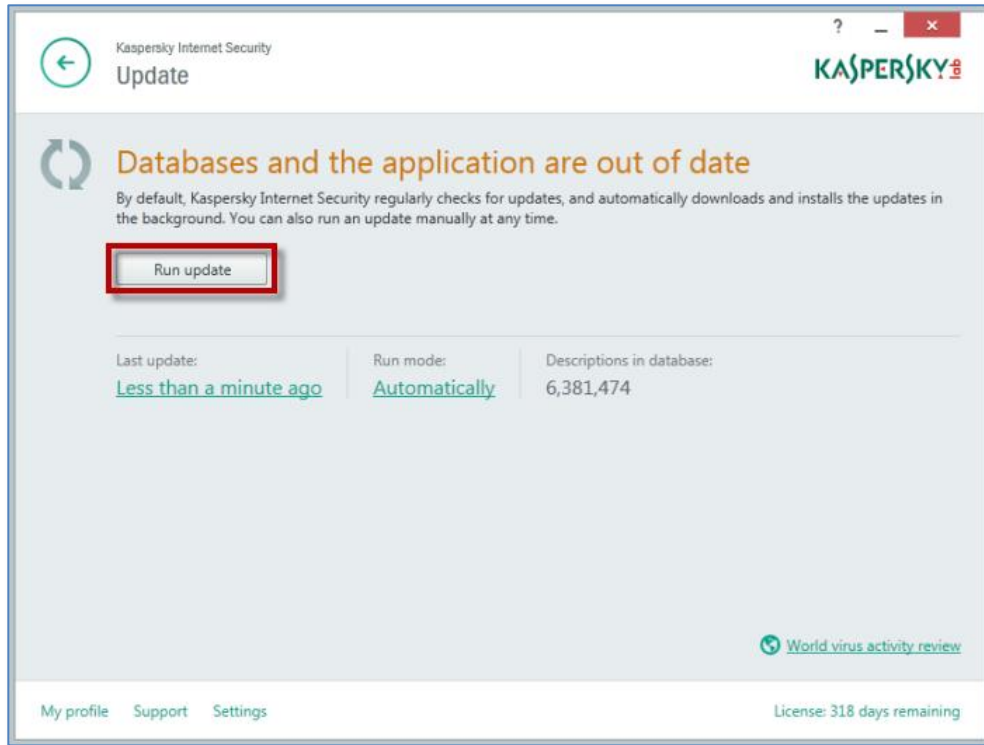 Kaspersky Internet Security
Update
? _ ×
KASPERSKY lab
Databases and the application are out of date
By default, Kaspersky Internet Security regularly checks for updates, and automatically downloads and installs the updates in
the background. You can also run an update manually at any time.
Run update
Last update:
Run mode:
Descriptions in database:
Less than a minute ago
Automatically
6,381,474
World virus activity review
My profile
Support
Settings
License: 318 days remaining